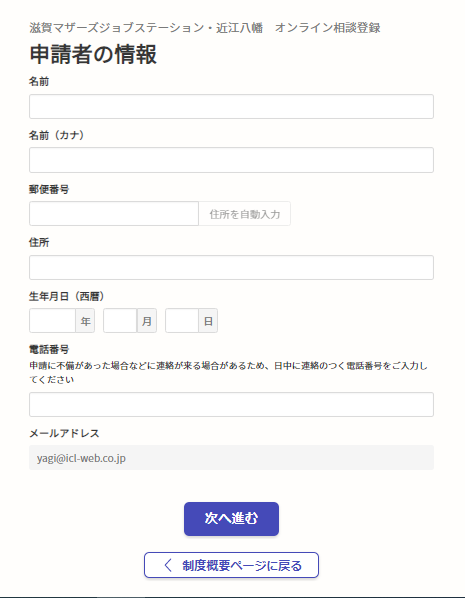 滋賀マザーズジョブステーション・近江八幡　オンライン相談登録
申請者の情報
名前
名前（カナ）
郵便番号
住所を自動入力
住所
生年月日（西暦）
年 月 日
電話番号
申請に不備があった場合などに連絡が来る場合があるため、日中に連絡のつく電話番号をご入力し
てください
メールアドレス
yagi@icl-web.co.jp
次へ進む
制度概要ページに戻る